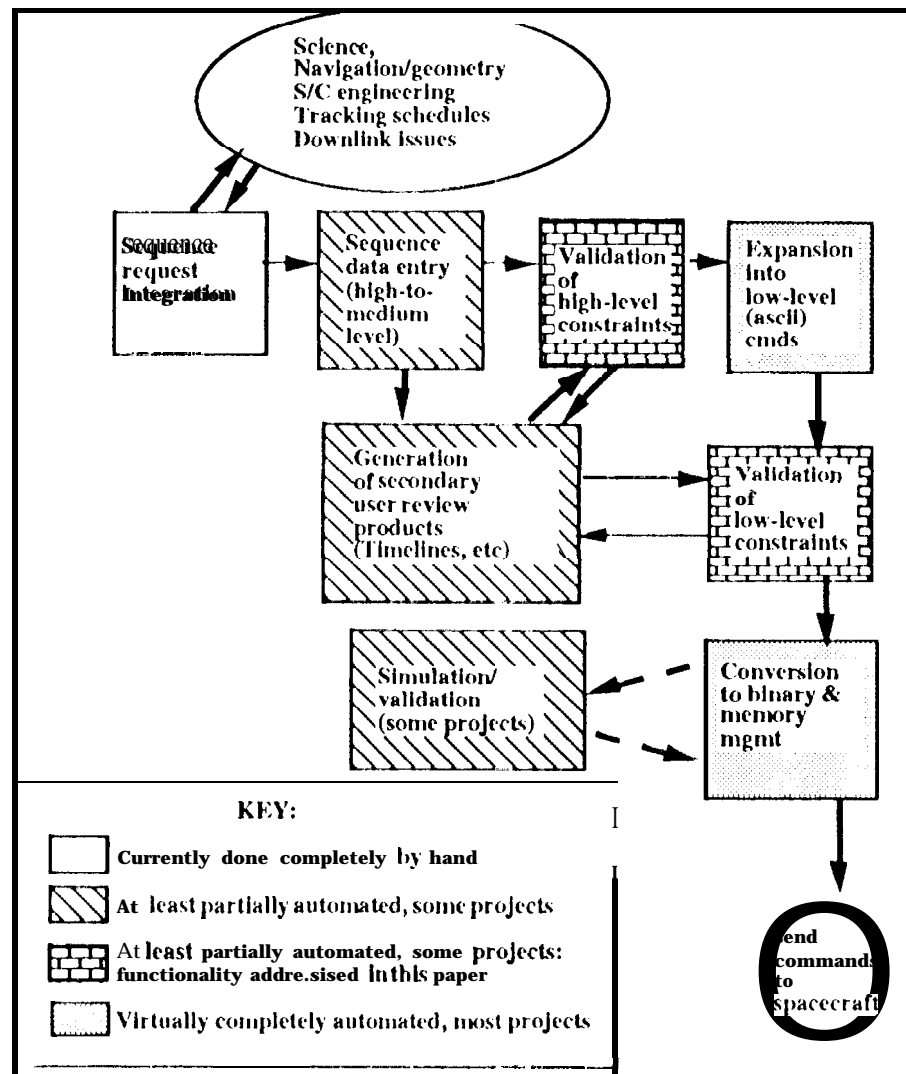 Science,
Navigation/geometry
S/C engineering
Tracking schedules
Downlink issues
Sequence
request
Integration
Sequence
data entry
(high-to-
medium
level)
Validation
of
high-level
constraints
Expansion
into
low-level
(ascii)
cmds
Generation
of secondary
user review
products
(Timelines, etc)
Validation
of
low-level
constraints
Simulation/
validation
(some projects)
Conversion
to binary &
memory
mgmt
KEY:
Currently done completely by hand
At least partially automated, some projects
At least partially automated, some projects:
functionality addre.sised in this paper
Virtually completely automated, most projects
send
commands
to
spacecraft